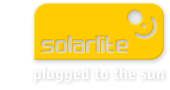 solarlite
plugged to the sun